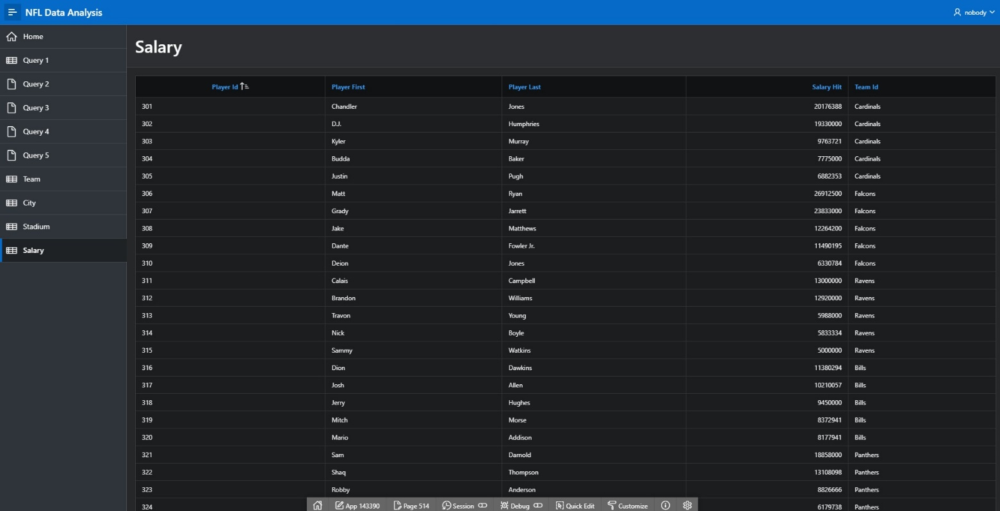 NFL Data Analysis
nobody
Home
Query 1
Query 2
Query 3
Query 4
Query 5
Team
City
Stadium
Salary
Salary
Player Id Player First Player Last Salary Hit Team Id
301 Chandler Jones 20176388 Cardinals
302 D.J. Humphries 19330000 Cardinals
303 Kyler Murray 9763721 Cardinals
304 Budda Baker 7775000 Cardinals
305 Justin Pugh 6882353 Cardinals
306 Matt Ryan 26912500 Falcons
307 Grady Jarrett 23833000 Falcons
308 Jake Matthews 12264200 Falcons
309 Dante Fowler Jr. 11490195 Falcons
310 Deion Jones 6330784 Falcons
311 Calais Campbell 13000000 Ravens
312 Brandon Williams 12920000 Ravens
313 Travon Young 5988000 Ravens
314 Nick Boyle 5833334 Ravens
315 Sammy Watkins 5000000 Ravens
316 Dion Dawkins 11380294 Bills
317 Josh Allen 10210057 Bills
318 Jerry Hughes 9450000 Bills
319 Mitch Morse 8372941 Bills
320 Mario Addison 8177941 Bills
321 Sam Darnold 18858000 Panthers
322 Shaq Thompson 13108098 Panthers
323 Robby Anderson 8826666 Panthers
324 6179738 Panthers
App 143390 Page 514 Session Debug Quick Edit Customize